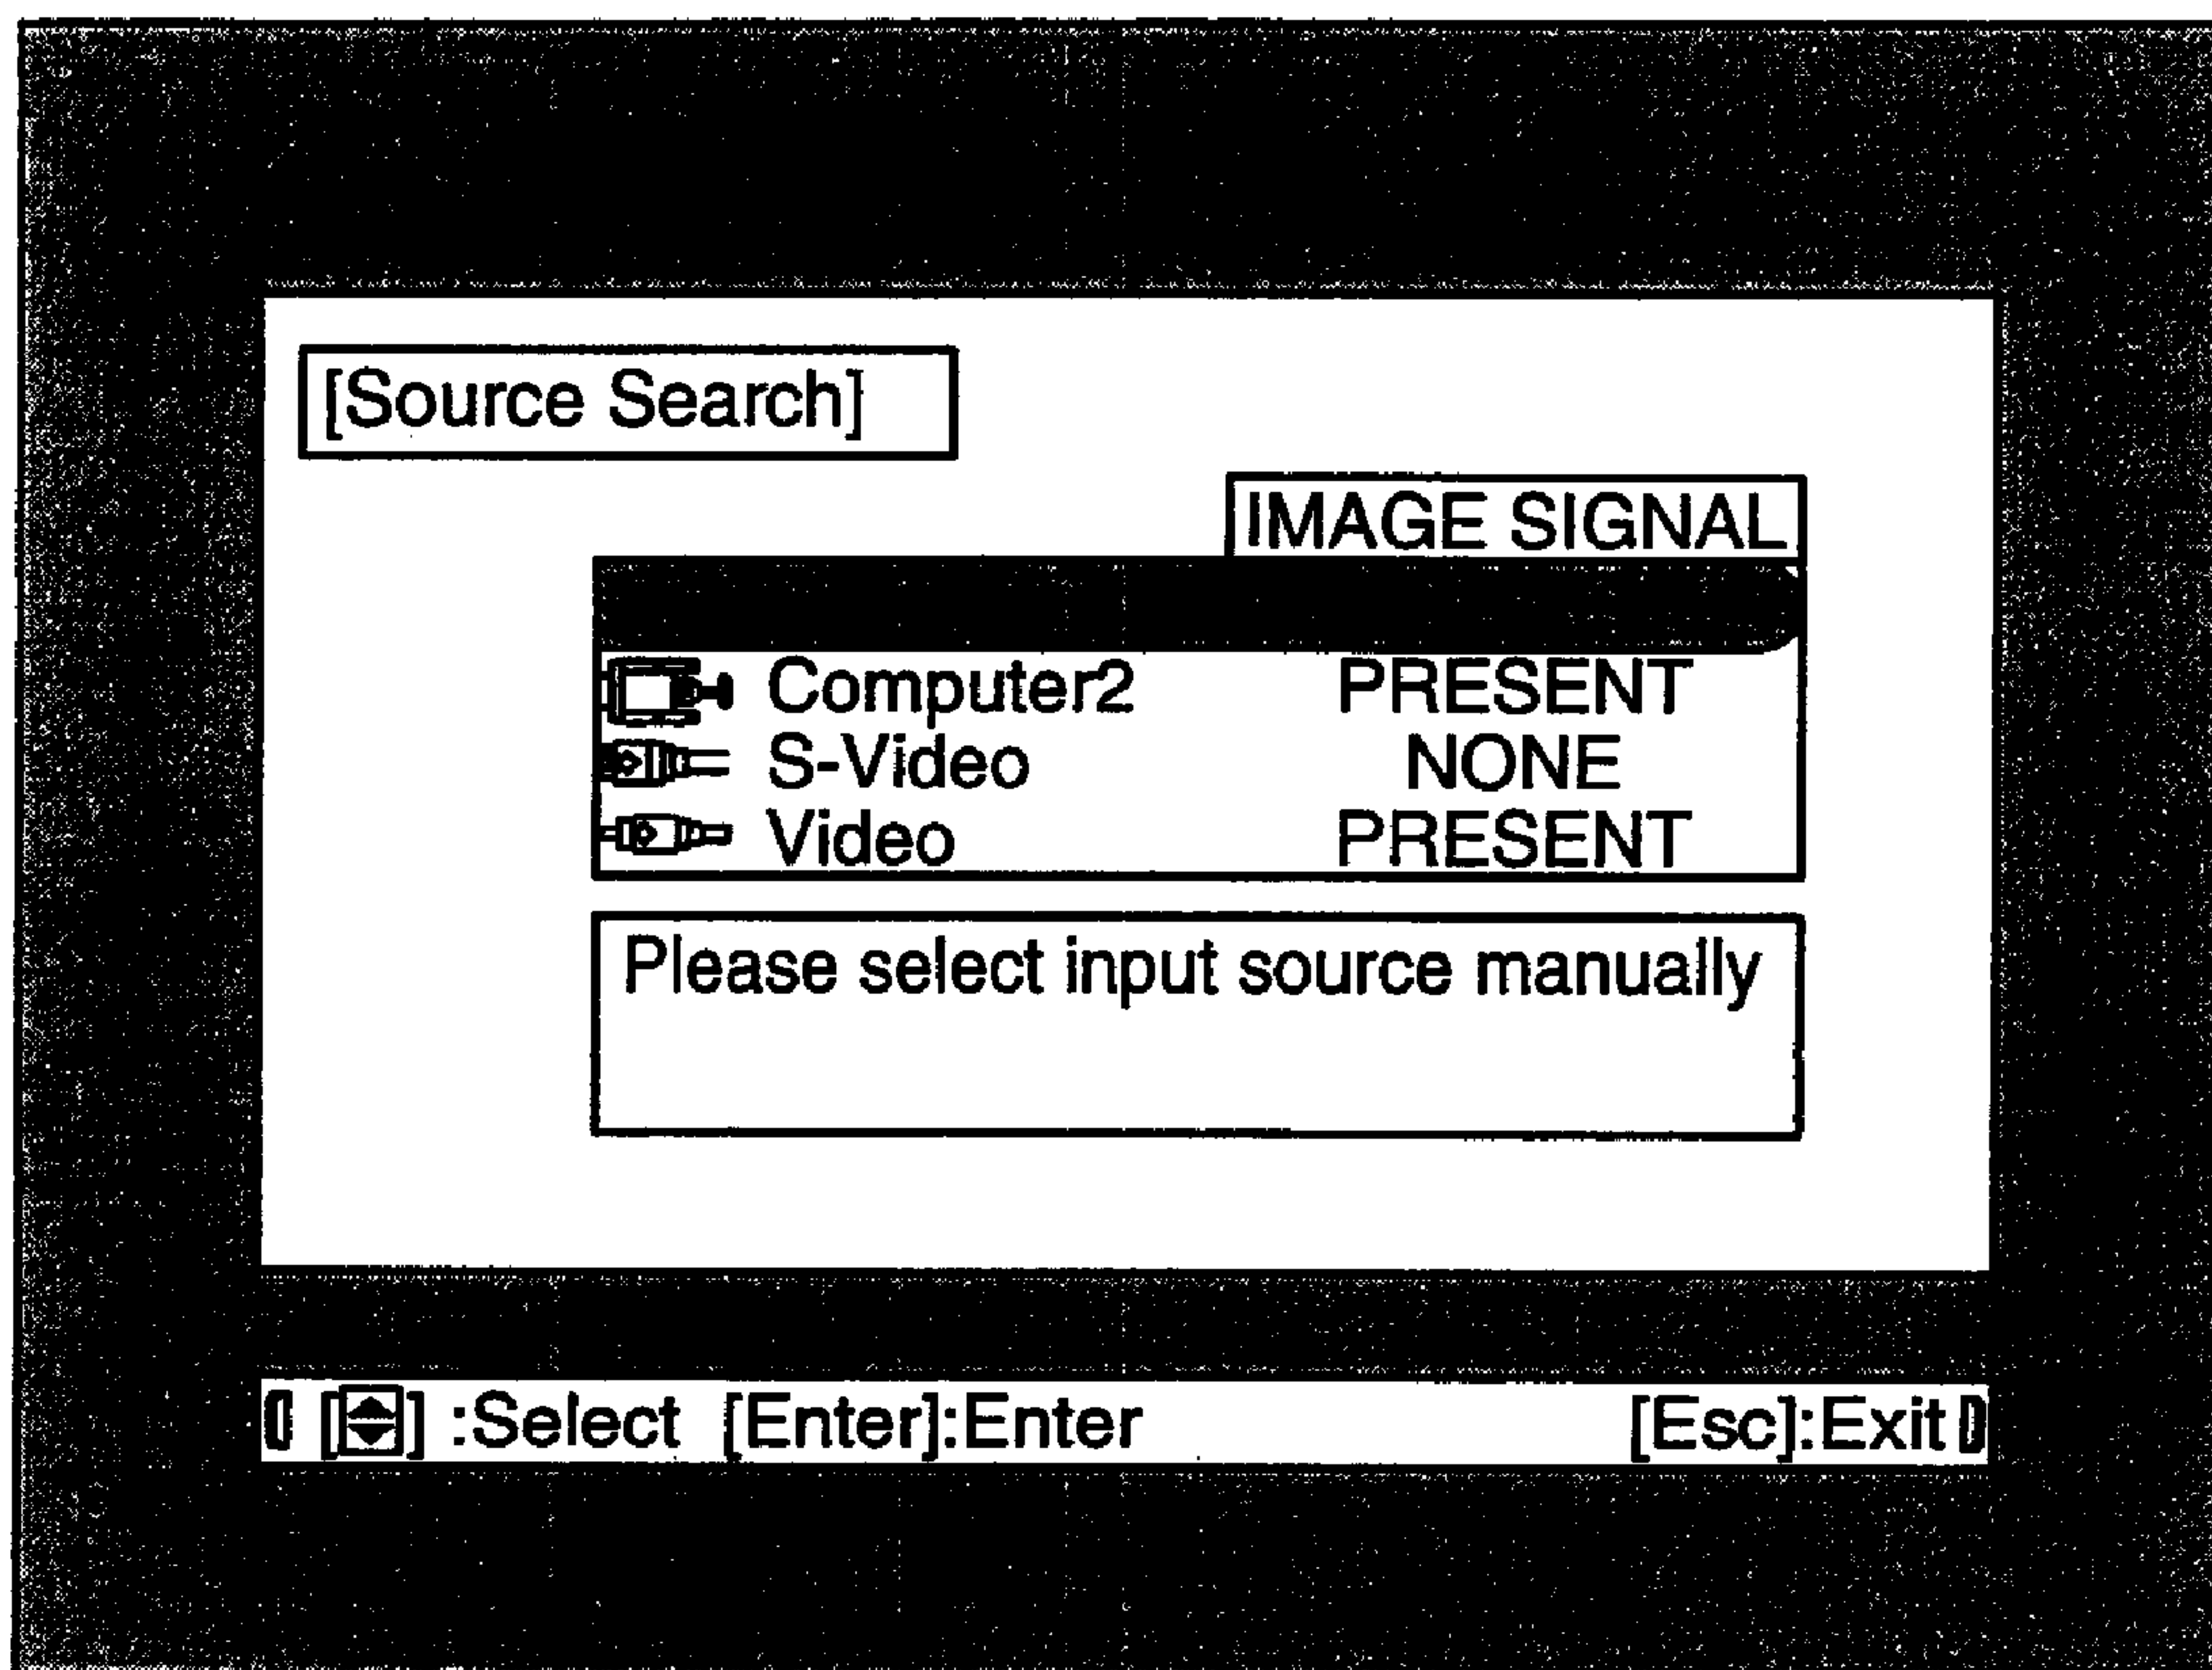 [Source Search]
IMAGE SIGNAL
Computer2 PRESENT
S-Video NONE
Video PRESENT
Please select input source manually
[] :Select [Enter]:Enter [Esc]:Exit